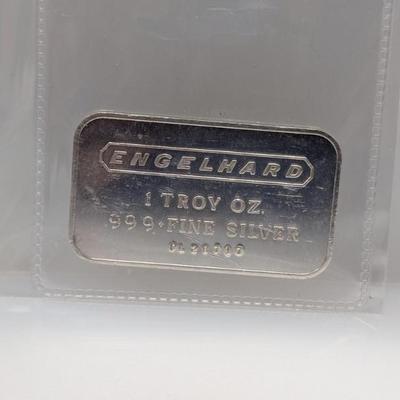 ENGELHARD
1 TROY OZ.
999+ FINE SILVER